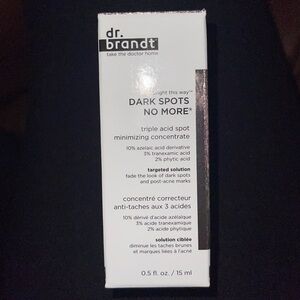 dr.
brandt
take the doctor home
bright this way™
DARK SPOTS
NO MORE®
triple acid spot
minimizing concentrate
10% azelaic acid derivative
3% tranexamic acid
2% phytic acid
targeted solution
fade the look of dark spots
and post-acne marks
concentré correcteur
anti-taches aux 3 acides
10% dérivé d'acide azélaïque
3% acide tranexamique
2% acide phytique
solution ciblée
diminue les taches brunes
et marques liées à l'acné
0.5 fl. oz. / 15 ml